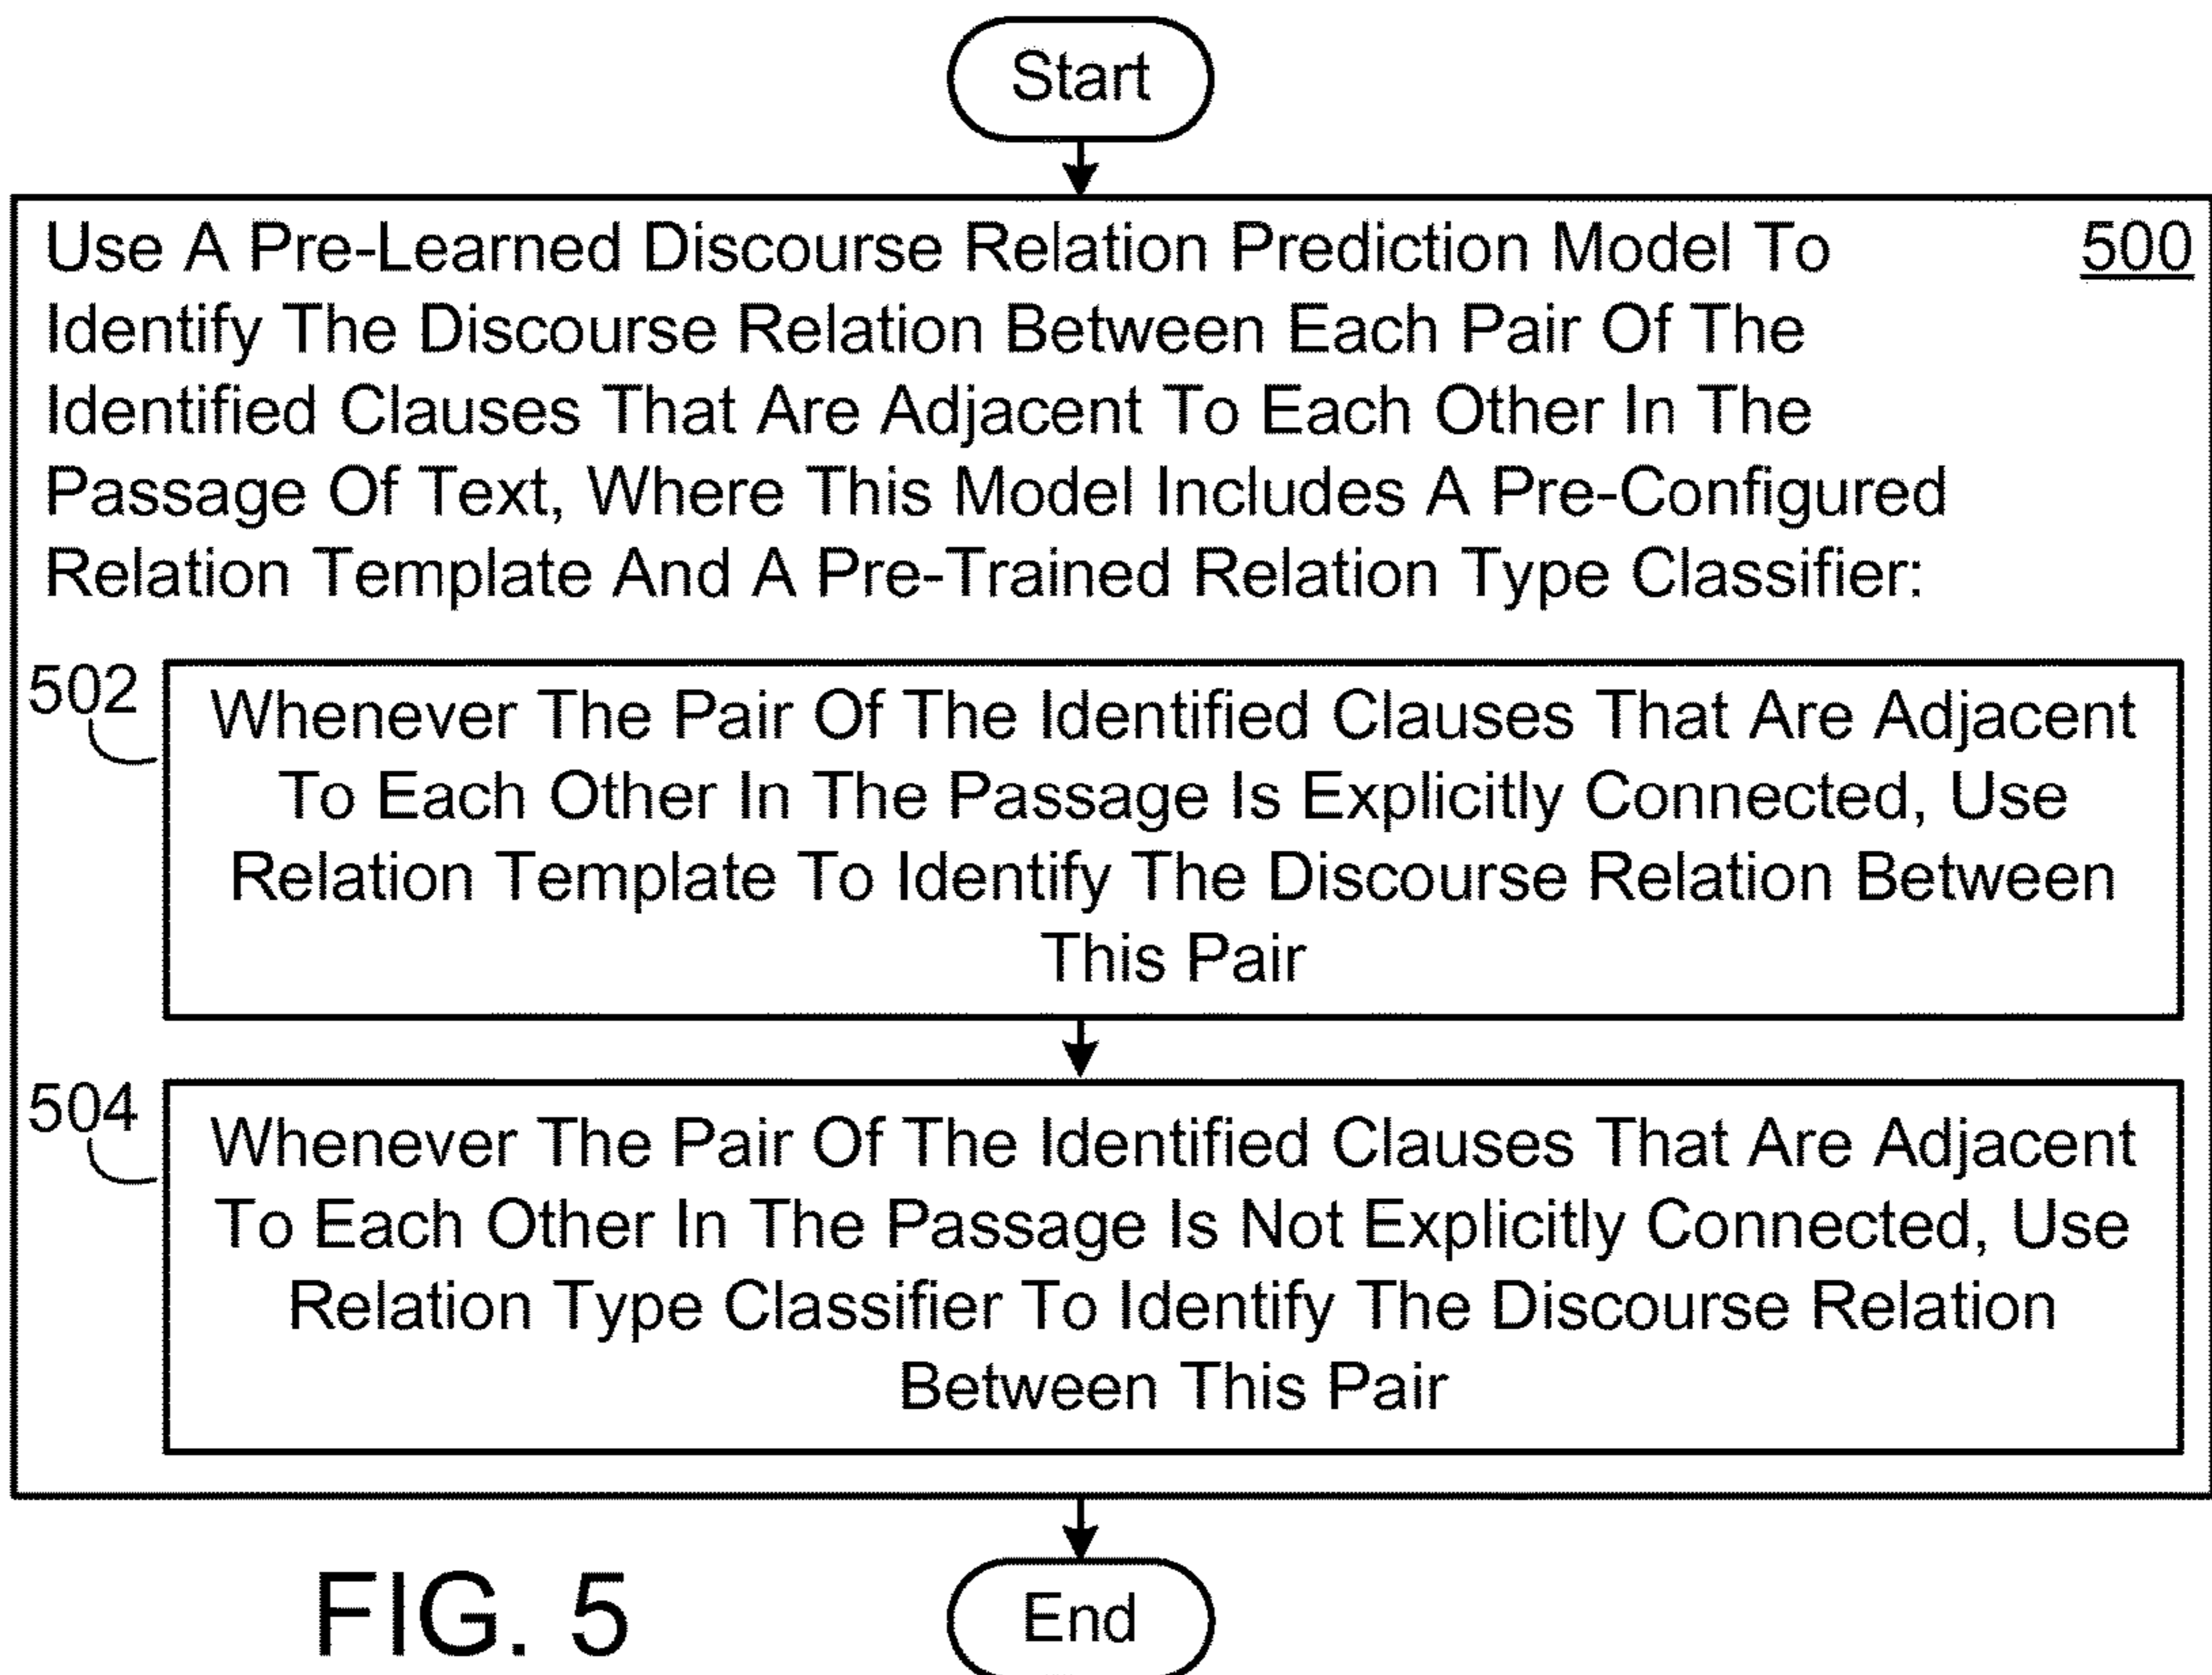 Start
Use A Pre-Learned Discourse Relation Prediction Model To 500
Identify The Discourse Relation Between Each Pair Of The
Identified Clauses That Are Adjacent To Each Other In The
Passage Of Text, Where This Model Includes A Pre-Configured
Relation Template And A Pre-Trained Relation Type Classifier:
502
Whenever The Pair Of The Identified Clauses That Are Adjacent
To Each Other In The Passage Is Explicitly Connected, Use
Relation Template To Identify The Discourse Relation Between
This Pair
504
Whenever The Pair Of The Identified Clauses That Are Adjacent
To Each Other In The Passage Is Not Explicitly Connected, Use
Relation Type Classifier To Identify The Discourse Relation
Between This Pair
FIG. 5
End